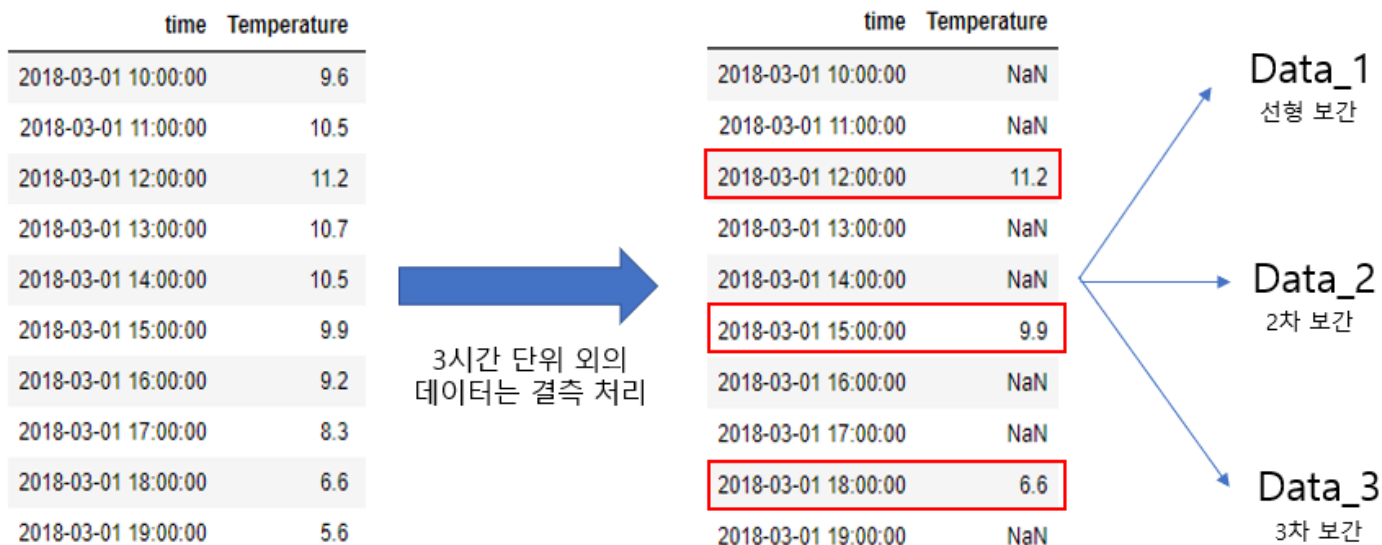 time Temperature
2018-03-01 10:00:00 9.6
2018-03-01 11:00:00 10.5
2018-03-01 12:00:00 11.2
2018-03-01 13:00:00 10.7
2018-03-01 14:00:00 10.5
2018-03-01 15:00:00 9.9
2018-03-01 16:00:00 9.2
2018-03-01 17:00:00 8.3
2018-03-01 18:00:00 6.6
2018-03-01 19:00:00 5.6
3시간 단위 외의
데이터는 결측 처리
time Temperature
2018-03-01 10:00:00 NaN
2018-03-01 11:00:00 NaN
2018-03-01 12:00:00 11.2
2018-03-01 13:00:00 NaN
2018-03-01 14:00:00 NaN
2018-03-01 15:00:00 9.9
2018-03-01 16:00:00 NaN
2018-03-01 17:00:00 NaN
2018-03-01 18:00:00 6.6
2018-03-01 19:00:00 NaN
Data_1
선형 보간
Data_2
2차 보간
Data_3
3차 보간